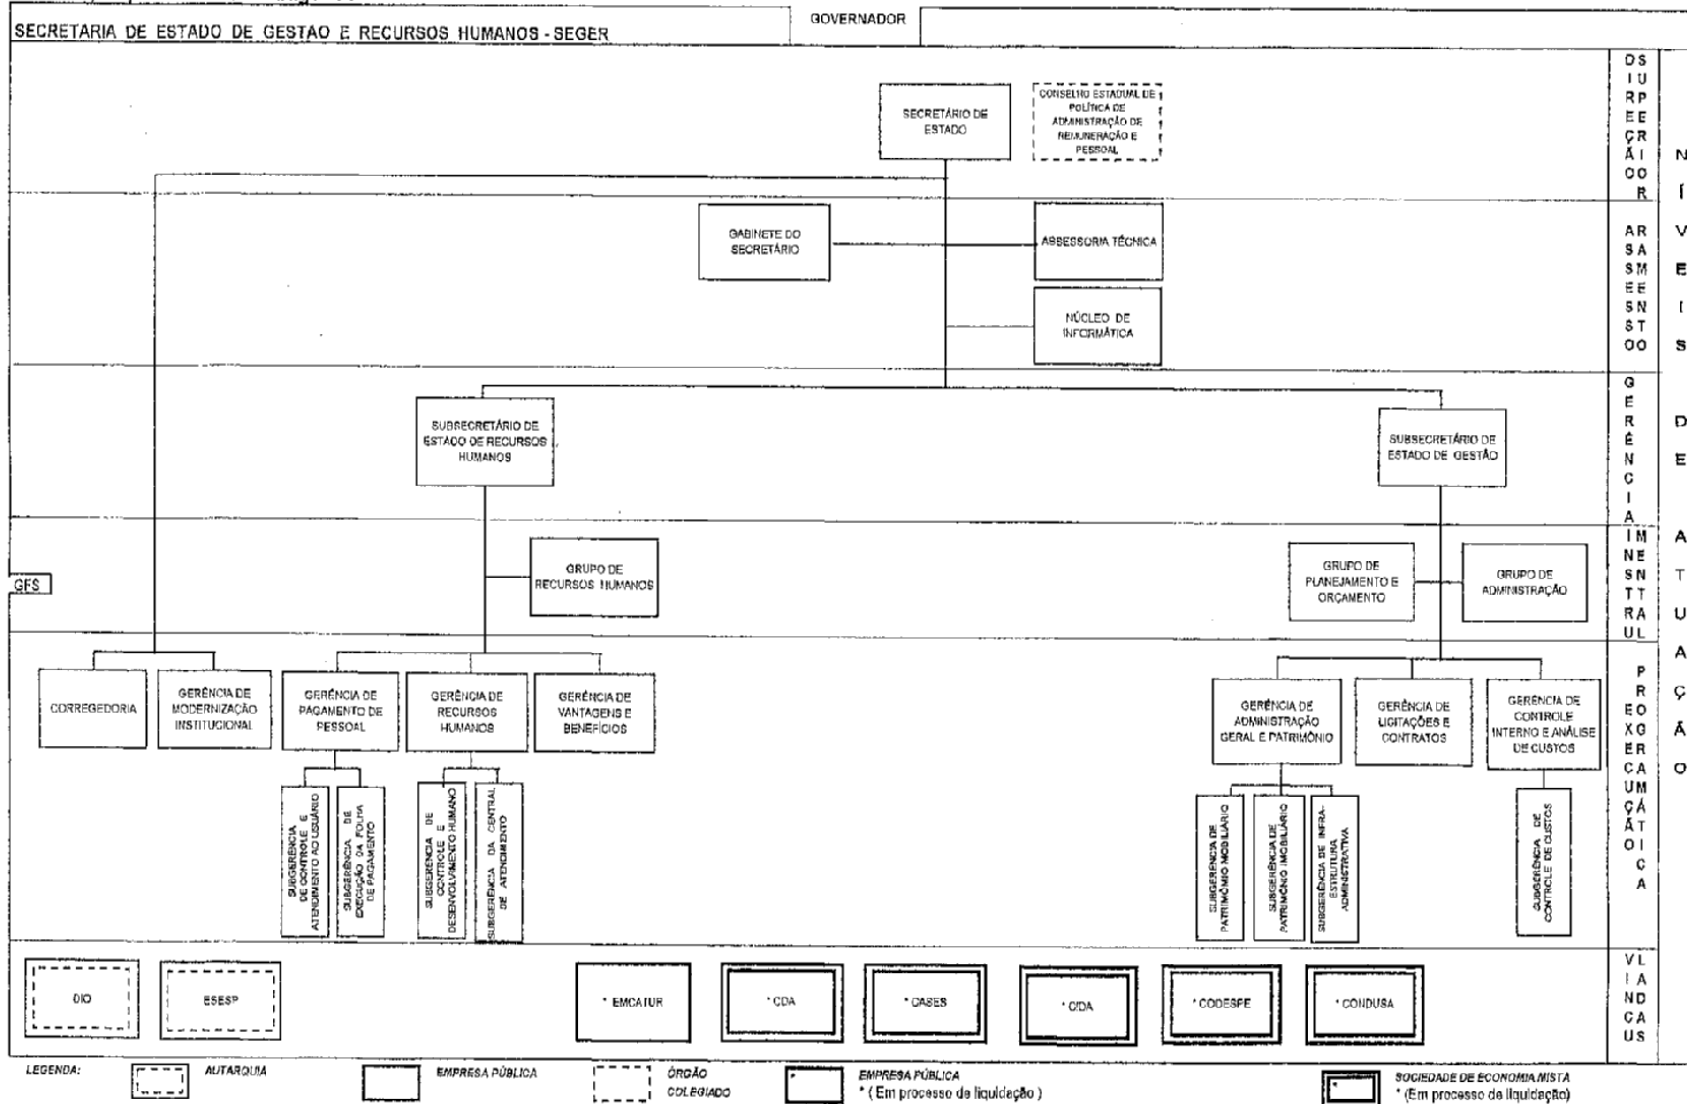 GOVERNADOR
SECRETARIA DE ESTADO DE GESTAO E RECURSOS HUMANOS - SEGER
SECRETÁRIO DE
ESTADO
CONSELHO ESTADUAL DE
POLÍTICA DE
ADMINISTRAÇÃO DE
REMUNERAÇÃO E
PESSOAL
GABINETE DO
SECRETÁRIO
ASSESSORIA TÉCNICA
NÚCLEO DE
INFORMÁTICA
SUBSECRETÁRIO DE
ESTADO DE RECURSOS
HUMANOS
SUBSECRETÁRIO DE
ESTADO DE GESTÃO
GFS
GRUPO DE
RECURSOS HUMANOS
GRUPO DE
PLANEJAMENTO E
ORÇAMENTO
GRUPO DE
ADMINISTRAÇÃO
CORREGEDORIA
GERÊNCIA DE
MODERNIZAÇÃO
INSTITUCIONAL
GERÊNCIA DE
PAGAMENTO DE
PESSOAL
GERÊNCIA DE
RECURSOS
HUMANOS
GERÊNCIA DE
VANTAGENS E
BENEFÍCIOS
GERÊNCIA DE
ADMINISTRAÇÃO
GERAL E PATRIMÔNIO
GERÊNCIA DE
LICITAÇÕES E
CONTRATOS
GERÊNCIA DE
CONTROLE
INTERNO E ANÁLISE
DE CUSTOS
SUBGERÊNCIA
DE CONTROLE E
ATENDIMENTO AO USUÁRIO
SUBGERÊNCIA DE
EXECUÇÃO DA FOLHA
DE PAGAMENTO
SUBGERÊNCIA DE
CONTROLE E
DESENVOLVIMENTO HUMANO
SUBGERÊNCIA DA CENTRAL
DE ATENDIMENTO
SUBGERÊNCIA DE
PATRIMÔNIO MOBILIÁRIO
SUBGERÊNCIA DE
PATRIMÔNIO IMOBILIÁRIO
SUBGERÊNCIA DE INFRA-
ESTRUTURA
ADMINISTRATIVA
SUBGERÊNCIA DE
CONTROLE DE CUSTOS
DIO
ESESP
* EMCATUR
* CDA
* CASES
* CIDA
* CODESPE
* CONDUSA
DIREÇÃO
SUPERIOR
ASSESSO
RAMENTO
GERÊNCIA
INSTRU
MENTAL
EXECUÇÃO
PROGRAMÁTICA
VINCU
LADAS
NÍVEIS DE ATUAÇÃO
LEGENDA:
AUTARQUIA
EMPRESA PÚBLICA
ÓRGÃO
COLEGIADO
EMPRESA PÚBLICA
* ( Em processo de liquidação )
SOCIEDADE DE ECONOMIA MISTA
* (Em processo de liquidação)